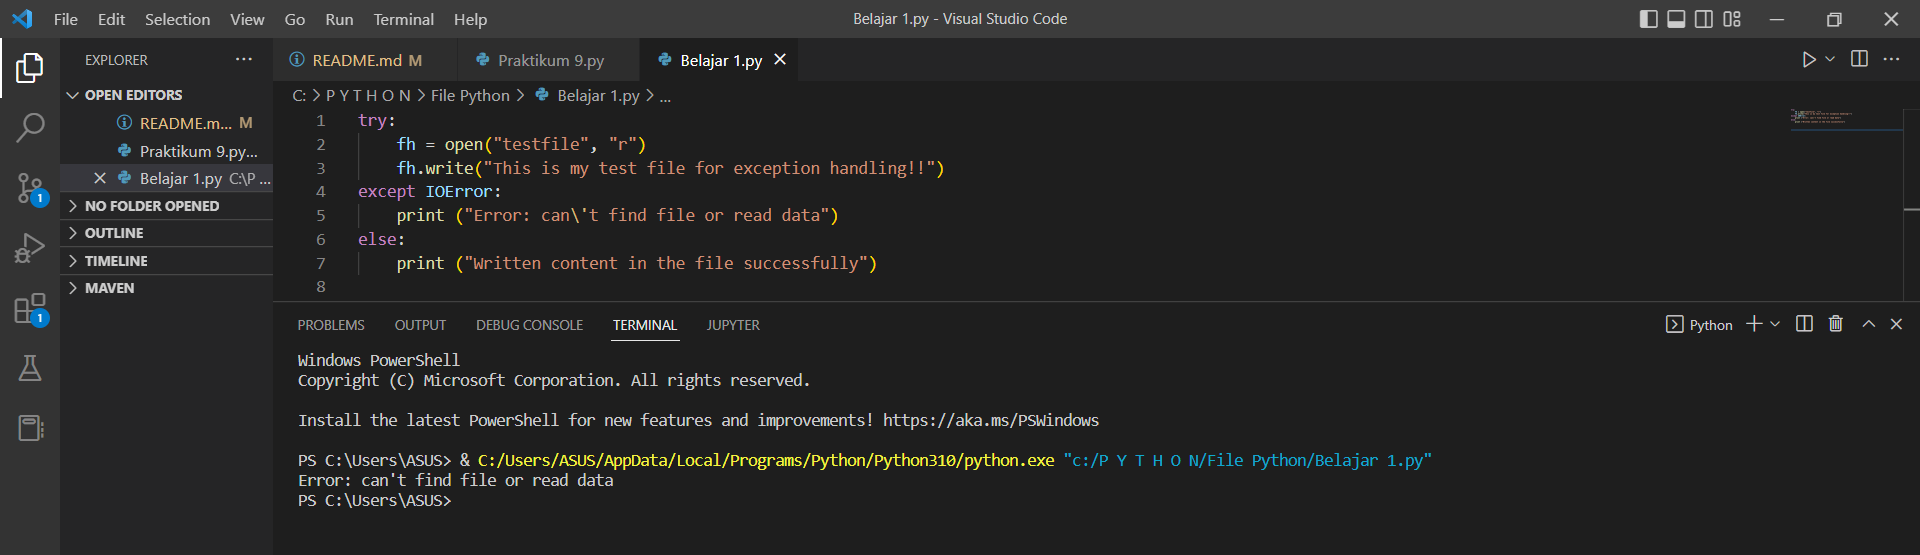 File Edit Selection View Go Run Terminal Help Belajar 1.py - Visual Studio Code
EXPLORER ···
OPEN EDITORS
README.m... M
Praktikum 9.py...
Belajar 1.py C:\P ...
NO FOLDER OPENED
OUTLINE
TIMELINE
MAVEN
1
1
README.md M Praktikum 9.py Belajar 1.py
C: > P Y T H O N > File Python > Belajar 1.py > ...
1 try:
2     fh = open("testfile", "r")
3     fh.write("This is my test file for exception handling!!")
4 except IOError:
5     print ("Error: can\'t find file or read data")
6 else:
7     print ("Written content in the file successfully")
8
PROBLEMS OUTPUT DEBUG CONSOLE TERMINAL JUPYTER Python
Windows PowerShell
Copyright (C) Microsoft Corporation. All rights reserved.
Install the latest PowerShell for new features and improvements! https://aka.ms/PSWindows
PS C:\Users\ASUS> & C:/Users/ASUS/AppData/Local/Programs/Python/Python310/python.exe "c:/P Y T H O N/File Python/Belajar 1.py"
Error: can't find file or read data
PS C:\Users\ASUS>